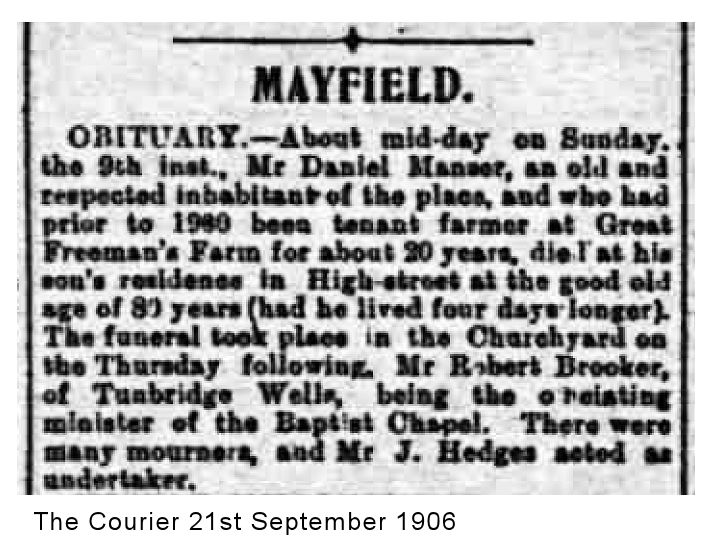 MAYFIELD.
OBITUARY.—About mid-day on Sunday,
the 9th inst., Mr Daniel Manser, an old and
respected inhabitant of the place, and who had
prior to 1900 been tenant farmer at Great
Freeman's Farm for about 20 years, died at his
son's residence in High-street at the good old
age of 80 years (had he lived four days longer).
The funeral took place in the Churchyard on
the Thursday following, Mr Robert Brooker,
of Tunbridge Wells, being the officiating
minister of the Baptist Chapel. There were
many mourners, and Mr J. Hedges acted as
undertaker.
The Courier 21st September 1906